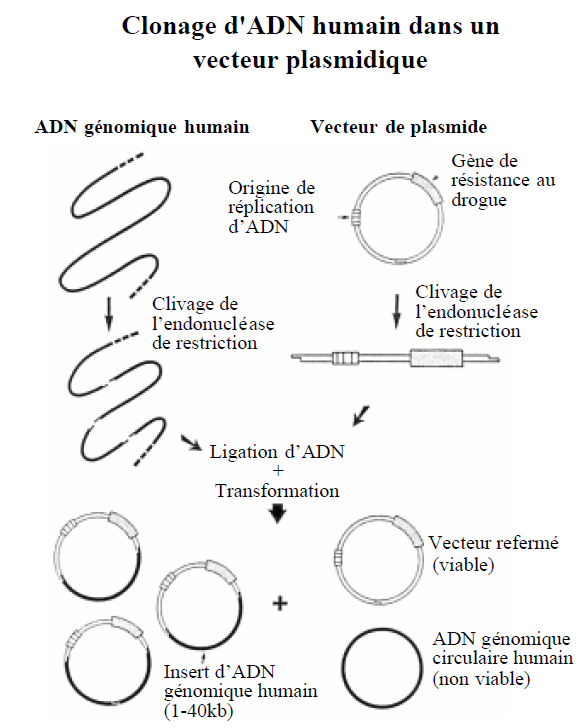 Clonage d'ADN humain dans un
vecteur plasmidique
ADN génomique humain
Vecteur de plasmide
Origine de
réplication
d'ADN
Gène de
résistance au
drogue
Clivage de
l'endonucléase
de restriction
Clivage de
l'endonucléase
de restriction
Ligation d'ADN
+
Transformation
+
Vecteur refermé
(viable)
Insert d'ADN
génomique humain
(1-40kb)
ADN génomique
circulaire humain
(non viable)